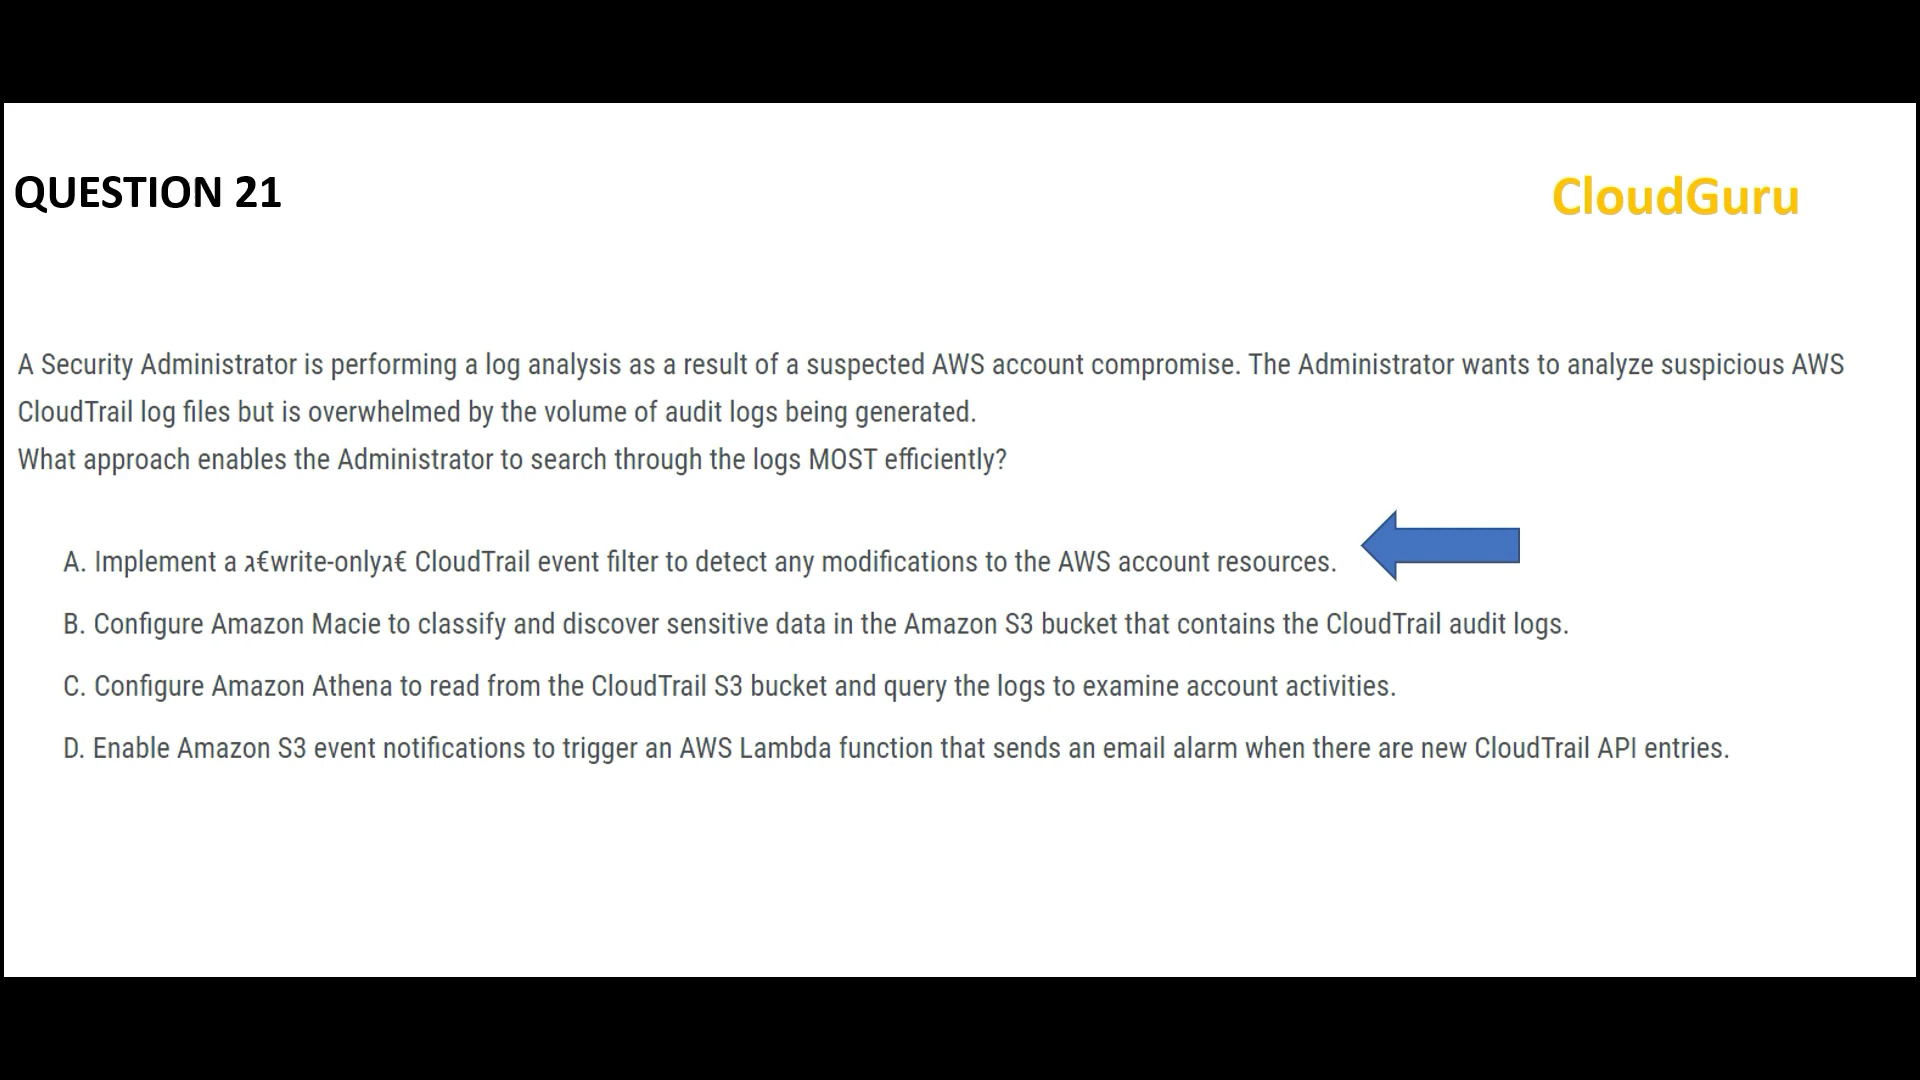 QUESTION 21
CloudGuru
A Security Administrator is performing a log analysis as a result of a suspected AWS account compromise. The Administrator wants to analyze suspicious AWS
CloudTrail log files but is overwhelmed by the volume of audit logs being generated.
What approach enables the Administrator to search through the logs MOST efficiently?
A. Implement a ג€write-onlyג€ CloudTrail event filter to detect any modifications to the AWS account resources.
B. Configure Amazon Macie to classify and discover sensitive data in the Amazon S3 bucket that contains the CloudTrail audit logs.
C. Configure Amazon Athena to read from the CloudTrail S3 bucket and query the logs to examine account activities.
D. Enable Amazon S3 event notifications to trigger an AWS Lambda function that sends an email alarm when there are new CloudTrail API entries.